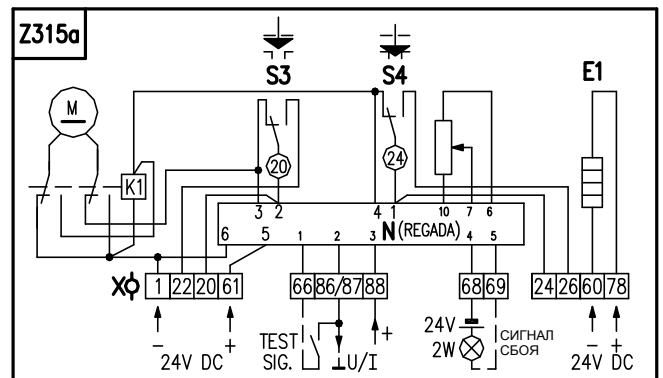 Z315a
S3
S4
E1
M
K1
20
24
3 2
4 1
10 7 6
6 5
N (REGADA)
1 2 3
4 5
X
1 22 20 61
66 86/87 88
68 69
24 26 60 78
− +
24V DC
TEST
SIG.
U/I
+
24V
2W
СИГНАЛ
СБОЯ
− +
24V DC